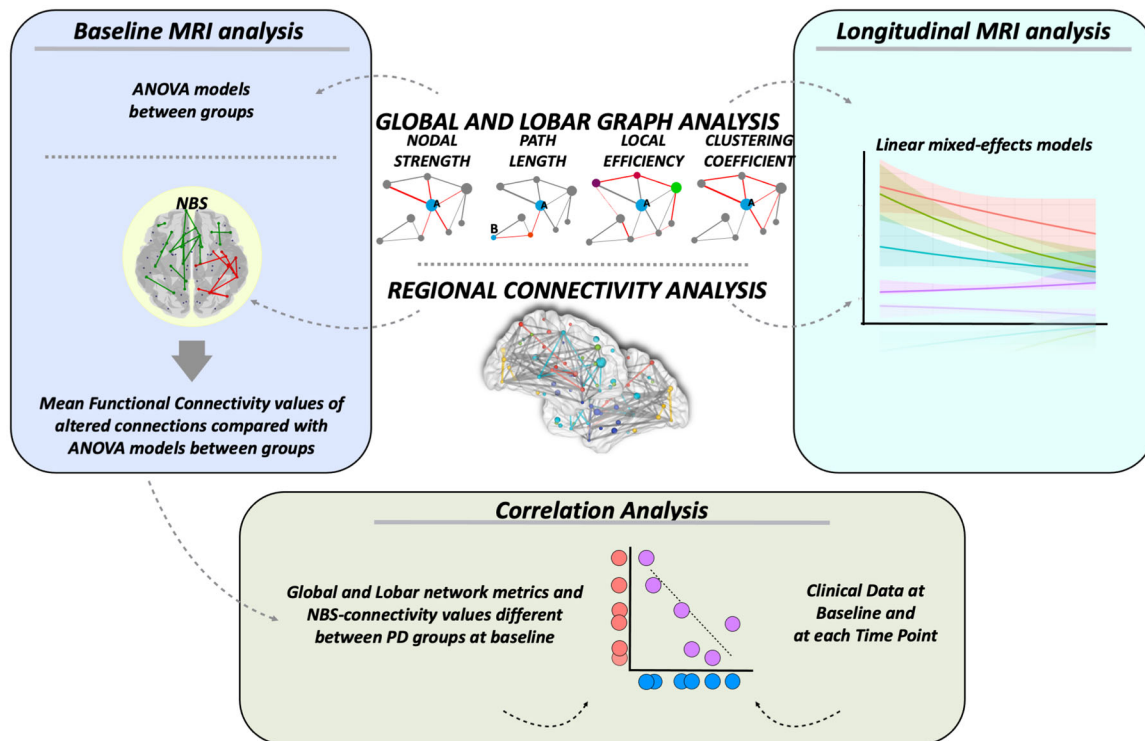 Baseline MRI analysis
ANOVA models
between groups
NBS
Mean Functional Connectivity values of
altered connections compared with
ANOVA models between groups
GLOBAL AND LOBAR GRAPH ANALYSIS
NODAL
STRENGTH
A
PATH
LENGTH
A
B
LOCAL
EFFICIENCY
A
CLUSTERING
COEFFICIENT
A
REGIONAL CONNECTIVITY ANALYSIS
Longitudinal MRI analysis
Linear mixed-effects models
Correlation Analysis
Global and Lobar network metrics and
NBS-connectivity values different
between PD groups at baseline
Clinical Data at
Baseline and
at each Time Point